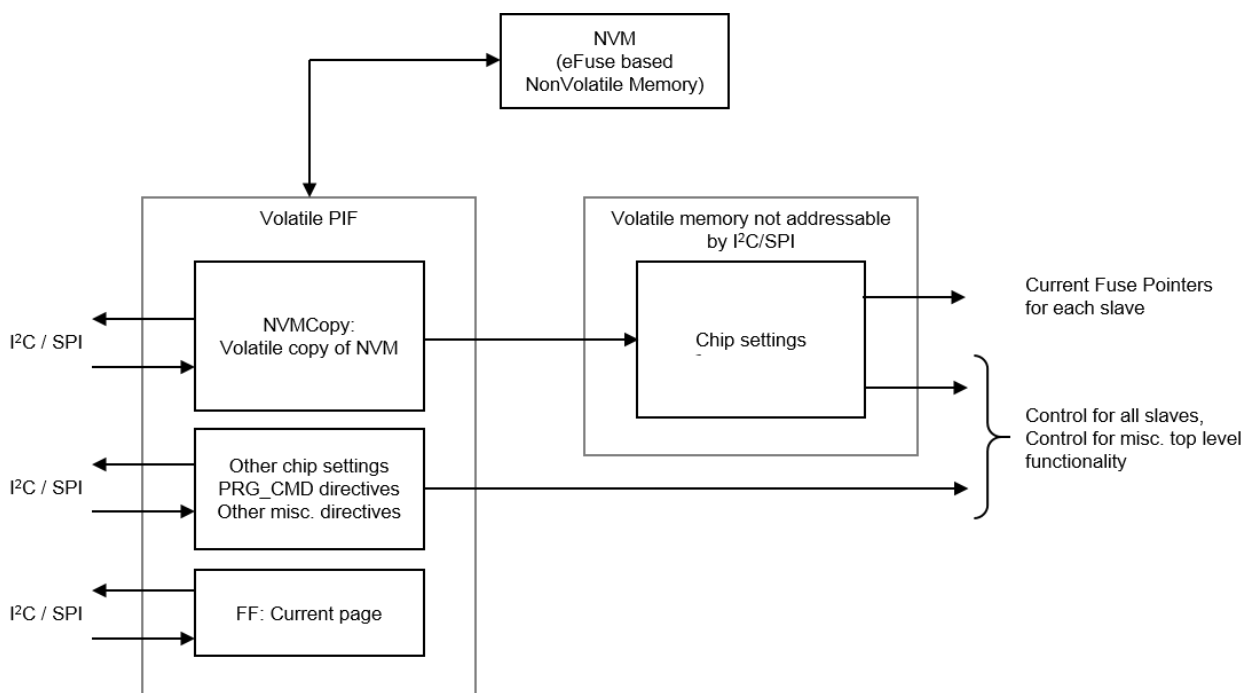 NVM
(eFuse based
NonVolatile Memory)
Volatile PIF
Volatile memory not addressable
by I²C/SPI
I²C / SPI
NVMCopy:
Volatile copy of NVM
Chip settings
Current Fuse Pointers
for each slave
Control for all slaves,
Control for misc. top level
functionality
I²C / SPI
Other chip settings
PRG_CMD directives
Other misc. directives
I²C / SPI
FF: Current page